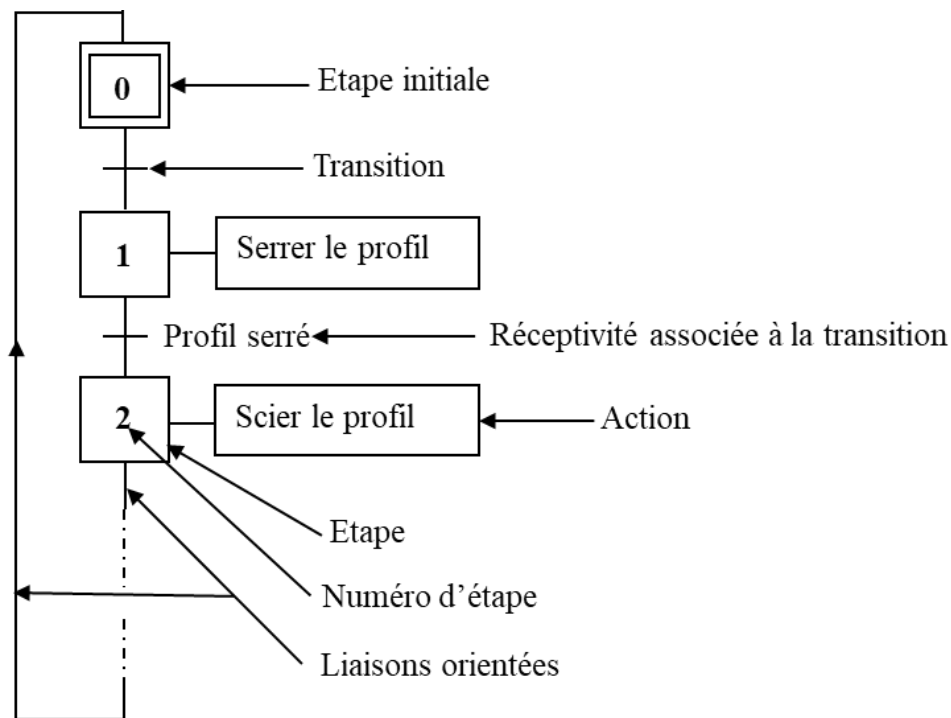 0
Etape initiale
Transition
1
Serrer le profil
Profil serré
Réceptivité associée à la transition
2
Scier le profil
Action
Etape
Numéro d'étape
Liaisons orientées